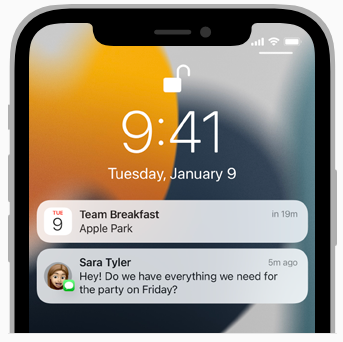 9:41
Tuesday, January 9
TUE
9
Team Breakfast
in 19m
Apple Park
Sara Tyler
5m ago
Hey! Do we have everything we need for
the party on Friday?